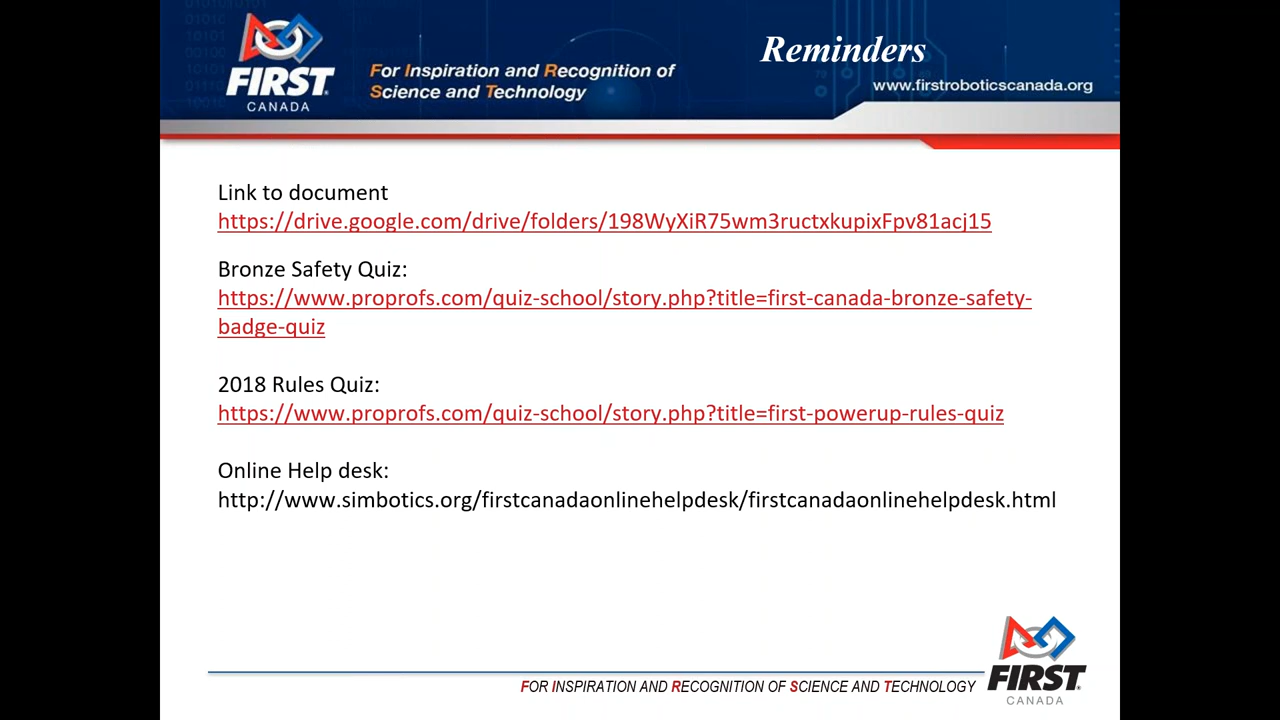 FIRST
CANADA
For Inspiration and Recognition of
Science and Technology
Reminders
www.firstroboticscanada.org
Link to document
https://drive.google.com/drive/folders/198WyXiR75wm3ructxkupixFpv81acj15
Bronze Safety Quiz:
https://www.proprofs.com/quiz-school/story.php?title=first-canada-bronze-safety-
badge-quiz
2018 Rules Quiz:
https://www.proprofs.com/quiz-school/story.php?title=first-powerup-rules-quiz
Online Help desk:
http://www.simbotics.org/firstcanadaonlinehelpdesk/firstcanadaonlinehelpdesk.html
FOR INSPIRATION AND RECOGNITION OF SCIENCE AND TECHNOLOGY
FIRST
CANADA